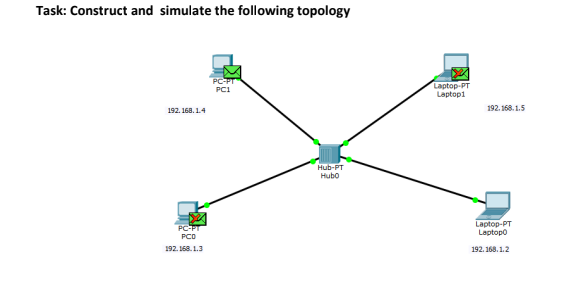 Task: Construct and simulate the following topology
PC-PT
PC1
192.168.1.4
Laptop-PT
Laptop1
192.168.1.5
Hub-PT
Hub0
PC-PT
PC0
192.168.1.3
Laptop-PT
Laptop0
192.168.1.2